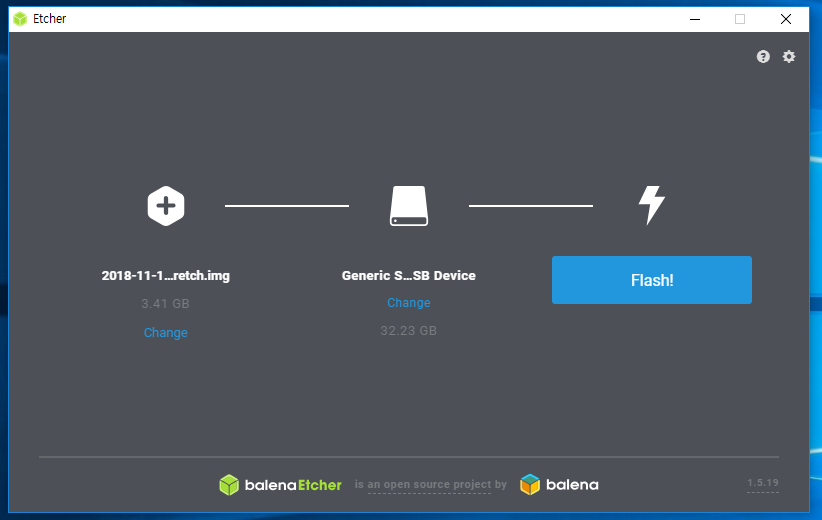 Etcher
2018-11-1...retch.img
3.41 GB
Change
Generic S...SB Device
Change
32.23 GB
Flash!
balenaEtcher is an open source project by balena
1.5.19